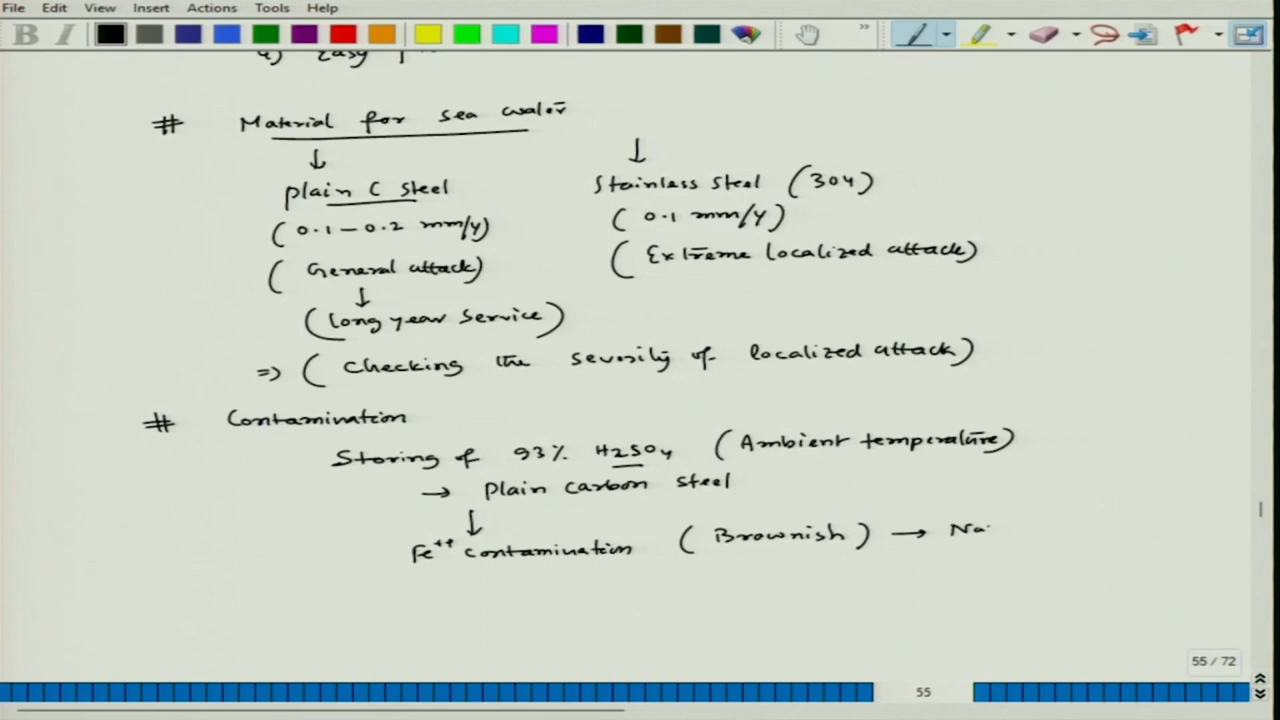 File Edit View Insert Actions Tools Help
B I
4) Easy
# Material for sea water
↓ ↓
Plain C steel Stainless steel (304)
(0.1-0.2 mm/y) (0.1 mm/y)
(General attack) (Extreme localized attack)
↓
(long year service)
⇒ (Checking the severity of localized attack)
# Contamination
Storing of 93% H2SO4 (Ambient temperature)
→ Plain carbon steel
↓
Fe++ contamination (Brownish) → Na
55 / 72
55